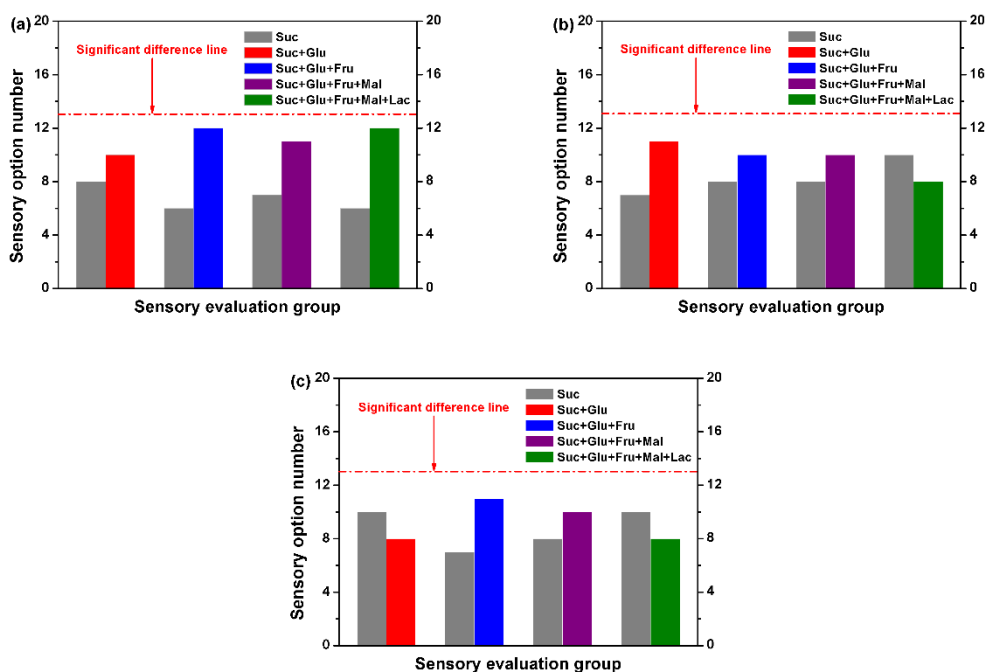 (a)
20
16
12
8
4
0
Sensory option number
Significant difference line
Suc
Suc+Glu
Suc+Glu+Fru
Suc+Glu+Fru+Mal
Suc+Glu+Fru+Mal+Lac
20
16
12
8
4
0
Sensory evaluation group
(b)
20
16
12
8
4
0
Sensory option number
Significant difference line
Suc
Suc+Glu
Suc+Glu+Fru
Suc+Glu+Fru+Mal
Suc+Glu+Fru+Mal+Lac
20
16
12
8
4
0
Sensory evaluation group
(c)
20
16
12
8
4
0
Sensory option number
Significant difference line
Suc
Suc+Glu
Suc+Glu+Fru
Suc+Glu+Fru+Mal
Suc+Glu+Fru+Mal+Lac
20
16
12
8
4
0
Sensory evaluation group